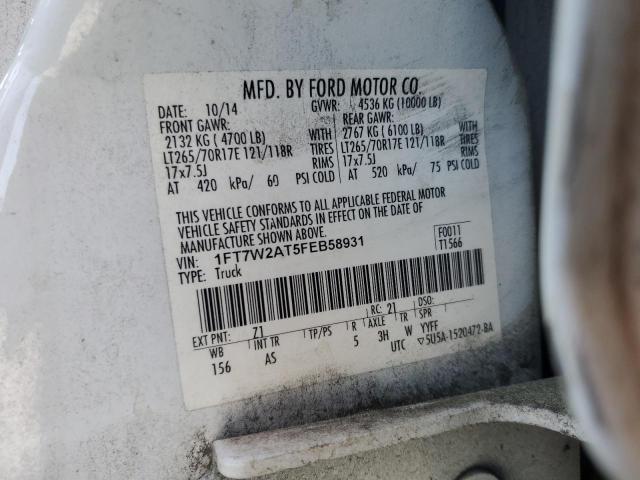 MFD. BY FORD MOTOR CO.
DATE: 10/14 GVWR: 4536 KG (10000 LB)
FRONT GAWR: REAR GAWR:
2132 KG ( 4700 LB) WITH 2767 KG ( 6100 LB) WITH
LT265/70R17E 121/118R TIRES LT265/70R17E 121/118R TIRES
17x7.5J RIMS 17x7.5J RIMS
AT 420 kPa/ 60 PSI COLD AT 520 kPa/ 75 PSI COLD
THIS VEHICLE CONFORMS TO ALL APPLICABLE FEDERAL MOTOR
VEHICLE SAFETY STANDARDS IN EFFECT ON THE DATE OF
MANUFACTURE SHOWN ABOVE.
VIN: 1FT7W2AT5FEB58931 F0011
TYPE: Truck T1566
EXT PNT: Z1 RC: 21 DSO:
WB INT TR TP/PS R AXLE TR SPR
156 AS 5 3H W YYFF
UTC ▽5U5A-1520472-BA